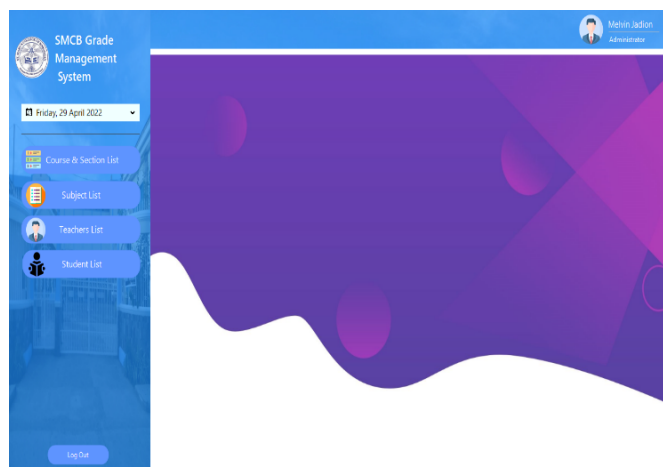 SMCB Grade
Management
System
Friday, 29 April 2022
Course & Section List
Subject List
Teachers List
Student List
Log Out
Melvin Jadion
Administrator